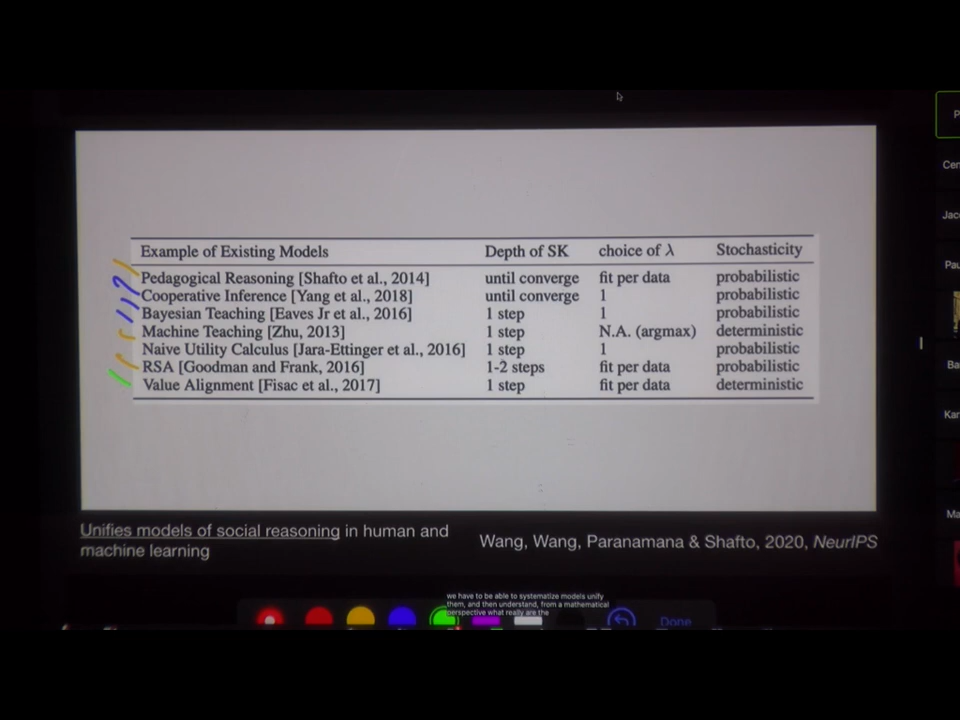 Example of Existing Models Depth of SK choice of λ Stochasticity
Pedagogical Reasoning [Shafto et al., 2014] until converge fit per data probabilistic
Cooperative Inference [Yang et al., 2018] until converge 1 probabilistic
Bayesian Teaching [Eaves Jr et al., 2016] 1 step 1 probabilistic
Machine Teaching [Zhu, 2013] 1 step N.A. (argmax) deterministic
Naive Utility Calculus [Jara-Ettinger et al., 2016] 1 step 1 probabilistic
RSA [Goodman and Frank, 2016] 1-2 steps fit per data probabilistic
Value Alignment [Fisac et al., 2017] 1 step fit per data deterministic
Unifies models of social reasoning in human and
machine learning
Wang, Wang, Paranamana & Shafto, 2020, NeurIPS
we have to be able to systematize models unify
them, and then understand, from a mathematical
perspective what really are the
Done